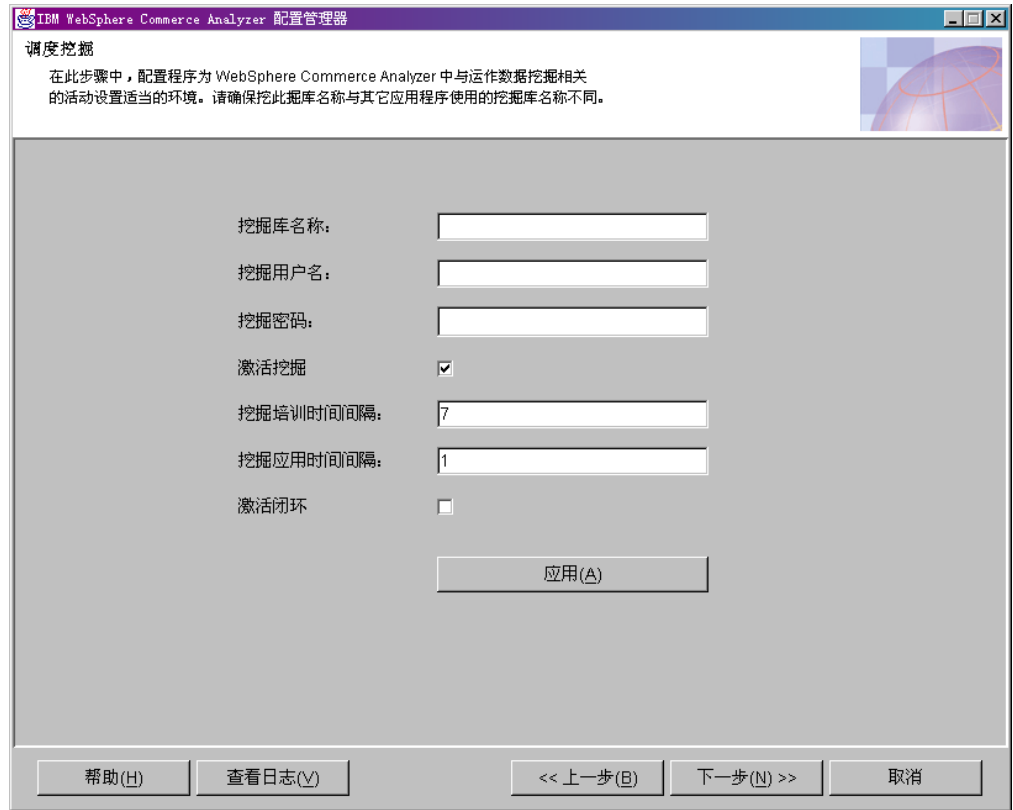 IBM WebSphere Commerce Analyzer 配置管理器
调度挖掘
在此步骤中，配置程序为 WebSphere Commerce Analyzer 中与运作数据挖掘相关
的活动设置适当的环境。请确保挖此掘库名称与其它应用程序使用的挖掘库名称不同。
挖掘库名称：
挖掘用户名：
挖掘密码：
激活挖掘
挖掘培训时间间隔： 7
挖掘应用时间间隔： 1
激活闭环
应用(A)
帮助(H) 查看日志(V) << 上一步(B) 下一步(N) >> 取消